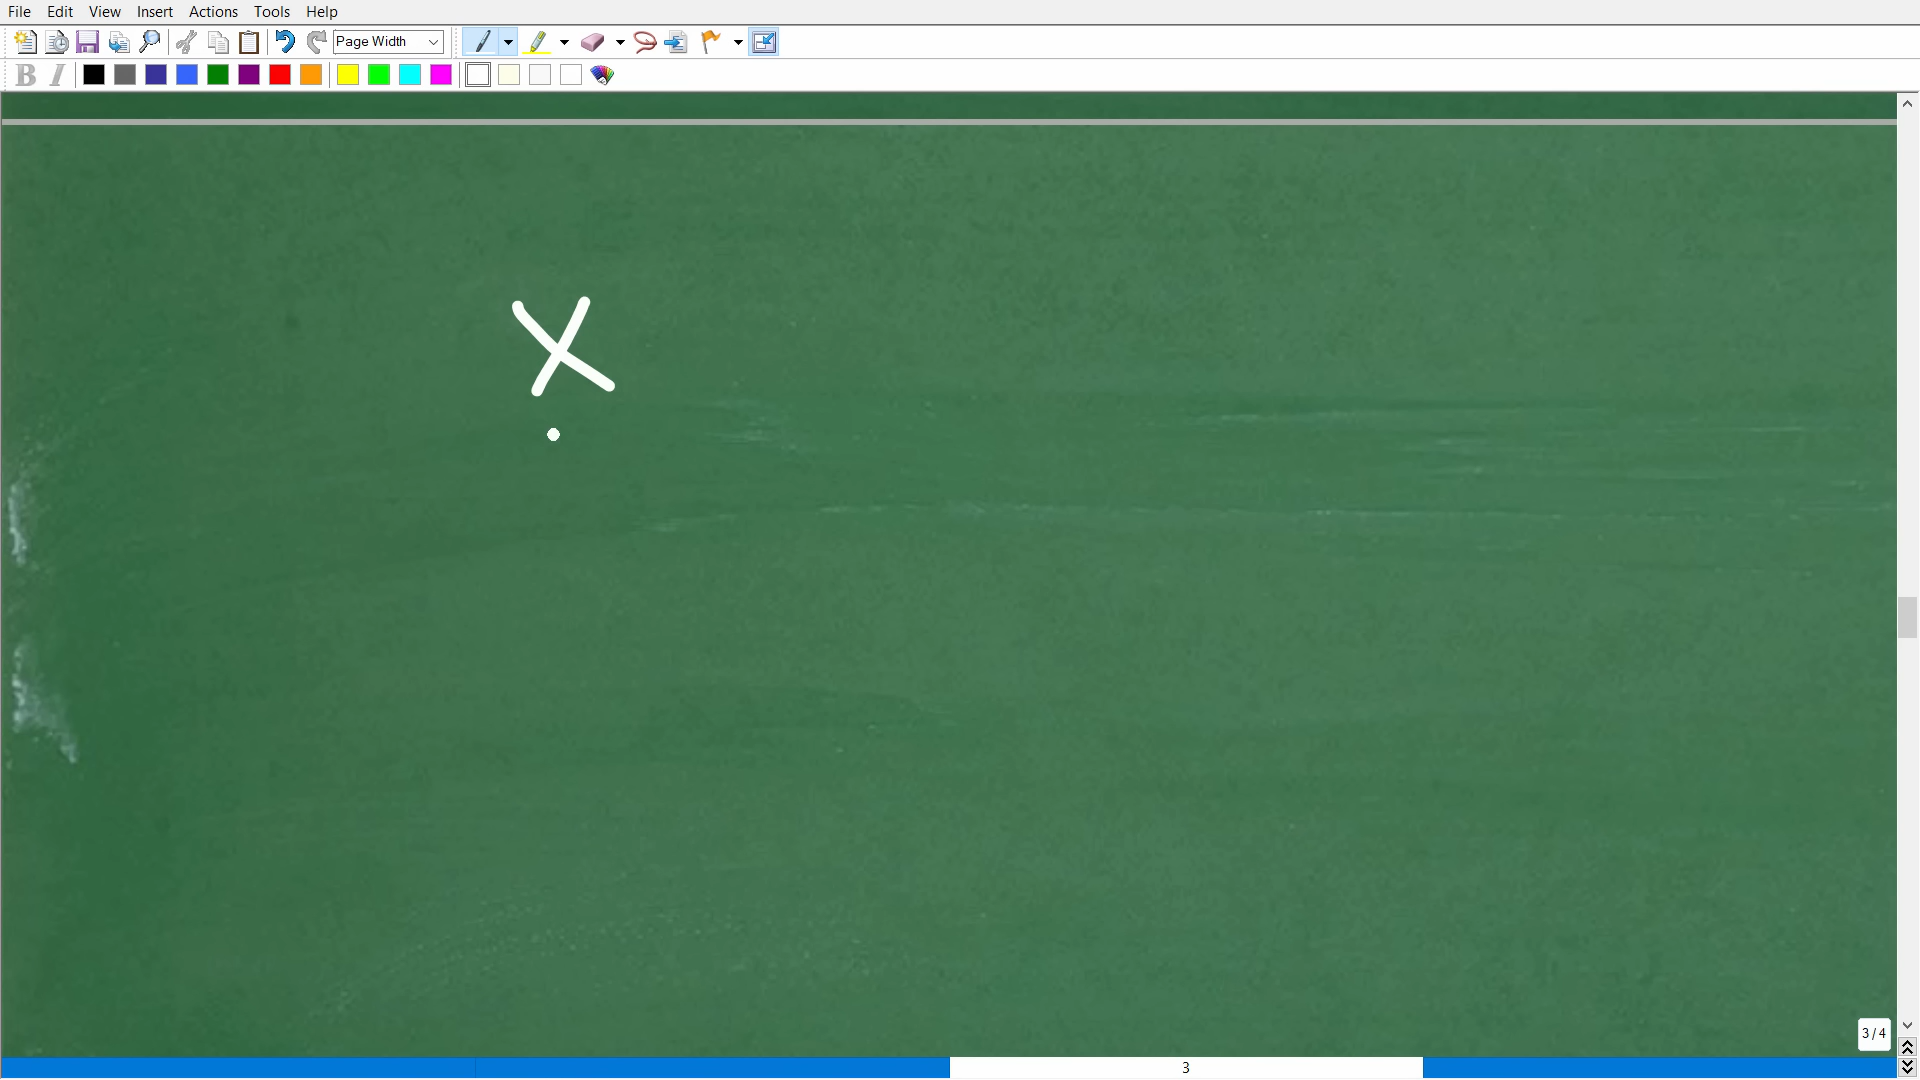 File Edit View Insert Actions Tools Help
Page Width
B I
X
3 / 4
3